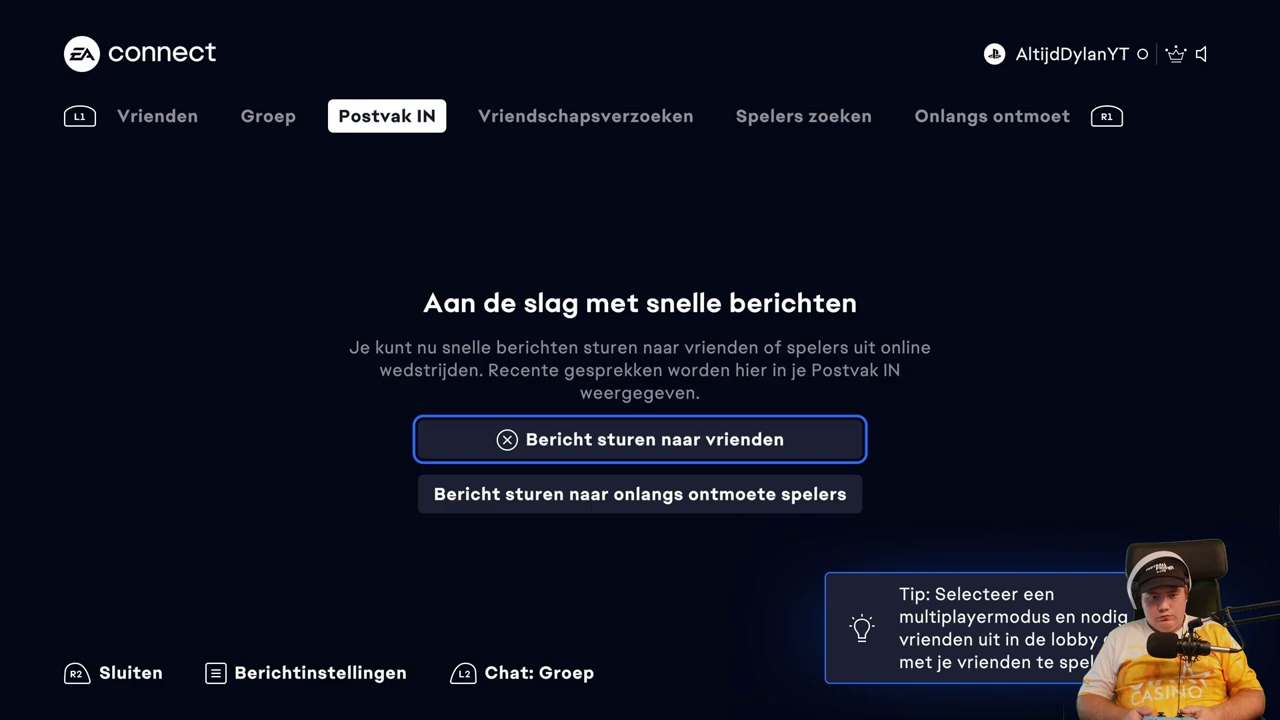 EA connect
AltijdDylanYT
L1 Vrienden Groep Postvak IN Vriendschapsverzoeken Spelers zoeken Onlangs ontmoet R1
Aan de slag met snelle berichten
Je kunt nu snelle berichten sturen naar vrienden of spelers uit online
wedstrijden. Recente gesprekken worden hier in je Postvak IN
weergegeven.
Bericht sturen naar vrienden
Bericht sturen naar onlangs ontmoete spelers
Tip: Selecteer een
multiplayermodus en nodig
vrienden uit in de lobby
met je vrienden te spel
R2 Sluiten Berichtinstellingen L2 Chat: Groep
CASINO